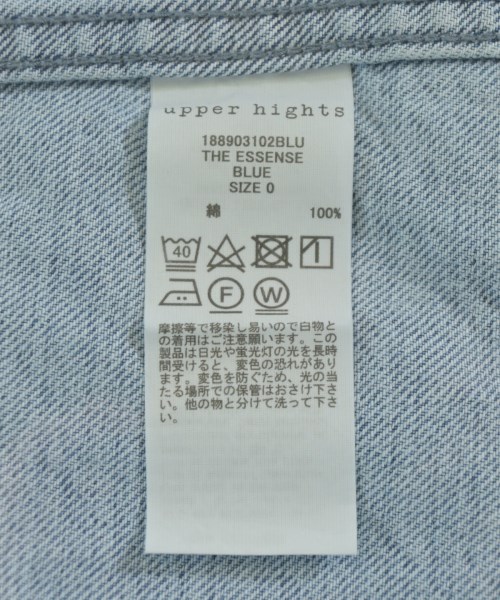 upper hights
188903102BLU
THE ESSENSE
BLUE
SIZE 0
綿 100%
40
F W
摩擦等で移染し易いので白物と
の着用はご注意願います。この
製品は日光や蛍光灯の光を長時
間受けると、変色の恐れがあり
ます。変色を防ぐため、光の当
たる場所での保管はおさけ下さ
い。他の物と分けて洗って下さ
い。